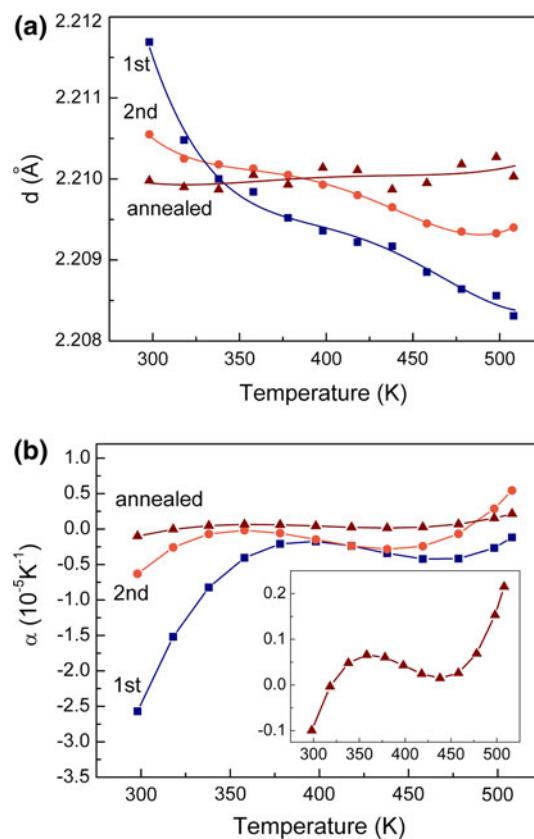 (a)
2.212
2.211
2.210
2.209
2.208
d (Å)
1st
2nd
annealed
300 350 400 450 500
Temperature (K)
(b)
1.0
0.5
0.0
-0.5
-1.0
-1.5
-2.0
-2.5
-3.5
α (10⁻⁵K⁻¹)
annealed
2nd
1st
0.2
0.1
0.0
-0.1
300 350 400 450 500
300 350 400 450 500
Temperature (K)